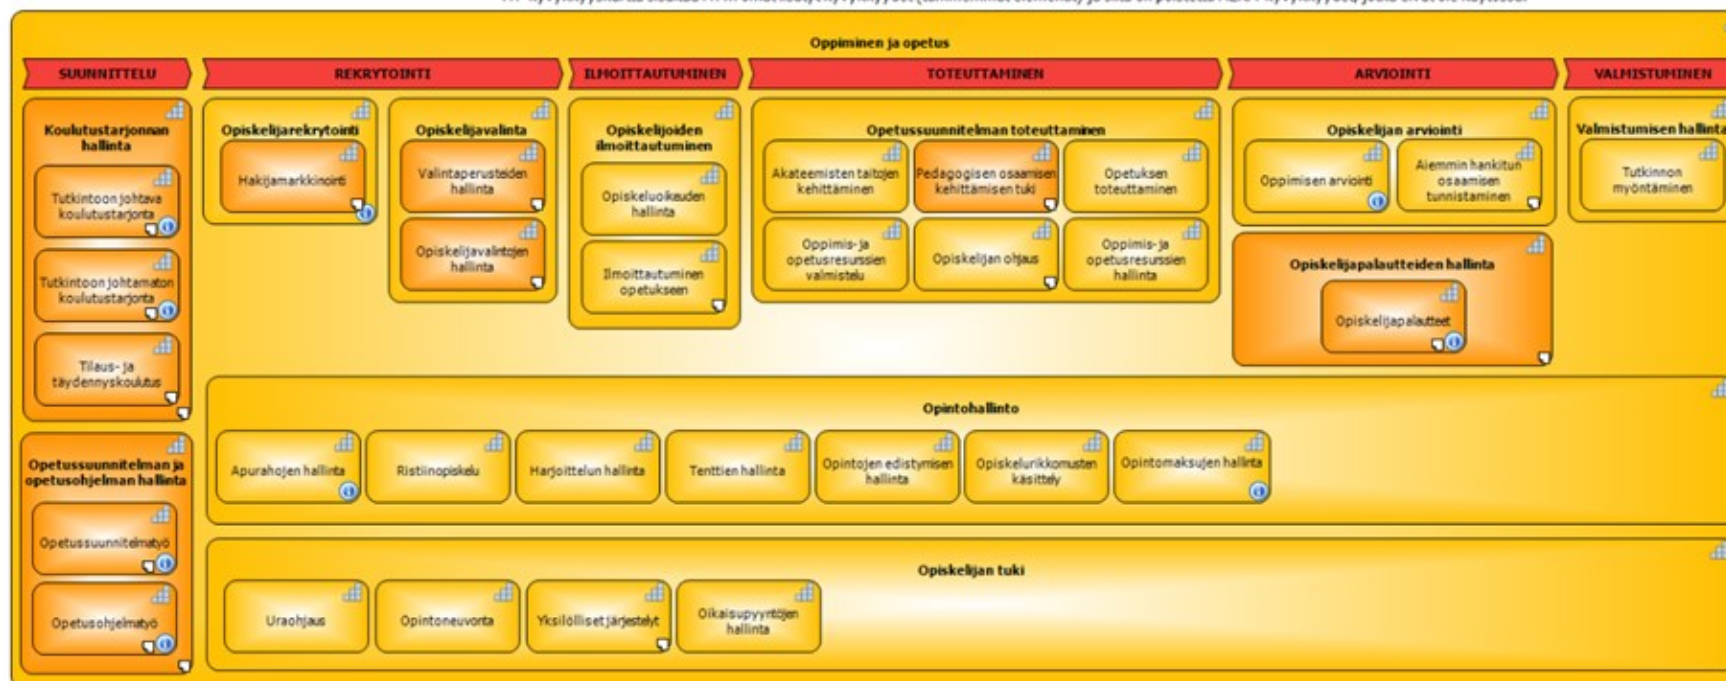 Oppiminen ja opetus
SUUNNITTELU
REKRYTOINTI
ILMOITTAUTUMINEN
TOTEUTTAMINEN
ARVIOINTI
VALMISTUMINEN
Koulutustarjonnan
hallinta
Tutkintoon johtava
koulutustarjonta
Tutkintoon johtamaton
koulutustarjonta
Tilaus- ja
täydennyskoulutus
Opetussuunnitelman ja
opetusohjelman hallinta
Opetussuunnitelmatyö
Opetusohjelmatyö
Opiskelijarekrytointi
Hakijamarkkinointi
Opiskelijavalinta
Valintaperusteiden
hallinta
Opiskelijavalintojen
hallinta
Opiskelijoiden
ilmoittautuminen
Opiskeluoikeuden
hallinta
Ilmoittautuminen
opetukseen
Opetussuunnitelman toteuttaminen
Akateemisten taitojen
kehittäminen
Pedagogisen osaamisen
kehittämisen tuki
Opetuksen
toteuttaminen
Oppimis- ja
opetusresurssien
valmistelu
Opiskelijan ohjaus
Oppimis- ja
opetusresurssien
hallinta
Opiskelijan arviointi
Oppimisen arviointi
Aiemmin hankitun
osaamisen
tunnistaminen
Opiskelijapalautteiden hallinta
Opiskelijapalautteet
Valmistumisen hallinta
Tutkinnon
myöntäminen
Opintohallinto
Apurahojen hallinta
Ristiinopiskelu
Harjoittelun hallinta
Tenttien hallinta
Opintojen edistymisen
hallinta
Opiskelurikkomusten
käsittely
Opintomaksujen hallinta
Opiskelijan tuki
Uraohjaus
Opintoneuvonta
Yksilölliset järjestelyt
Oikaisupyyntöjen
hallinta